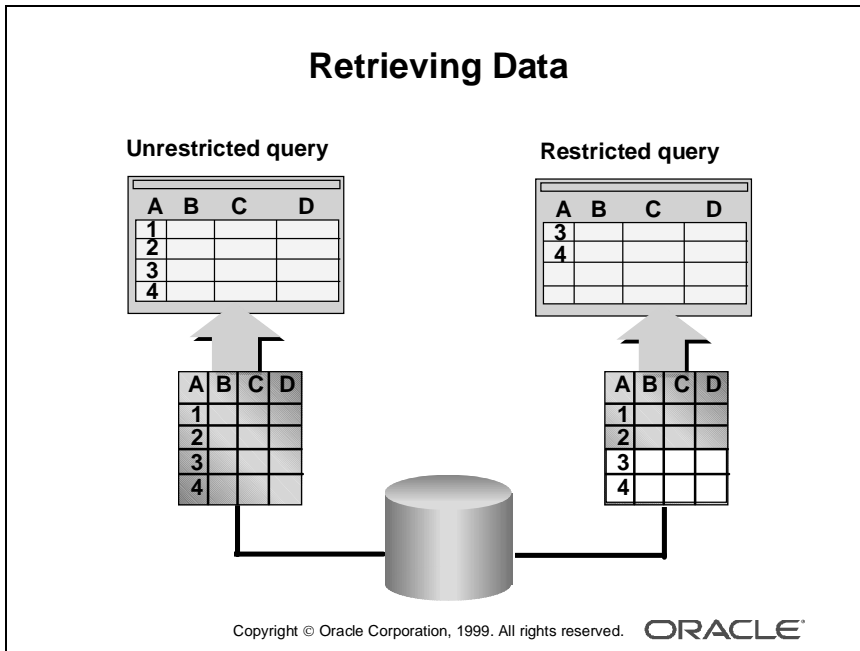 Retrieving Data
Unrestricted query
A B C D
1
2
3
4
A B C D
1
2
3
4
Restricted query
A B C D
3
4
A B C D
1
2
3
4
Copyright © Oracle Corporation, 1999. All rights reserved. ORACLE®